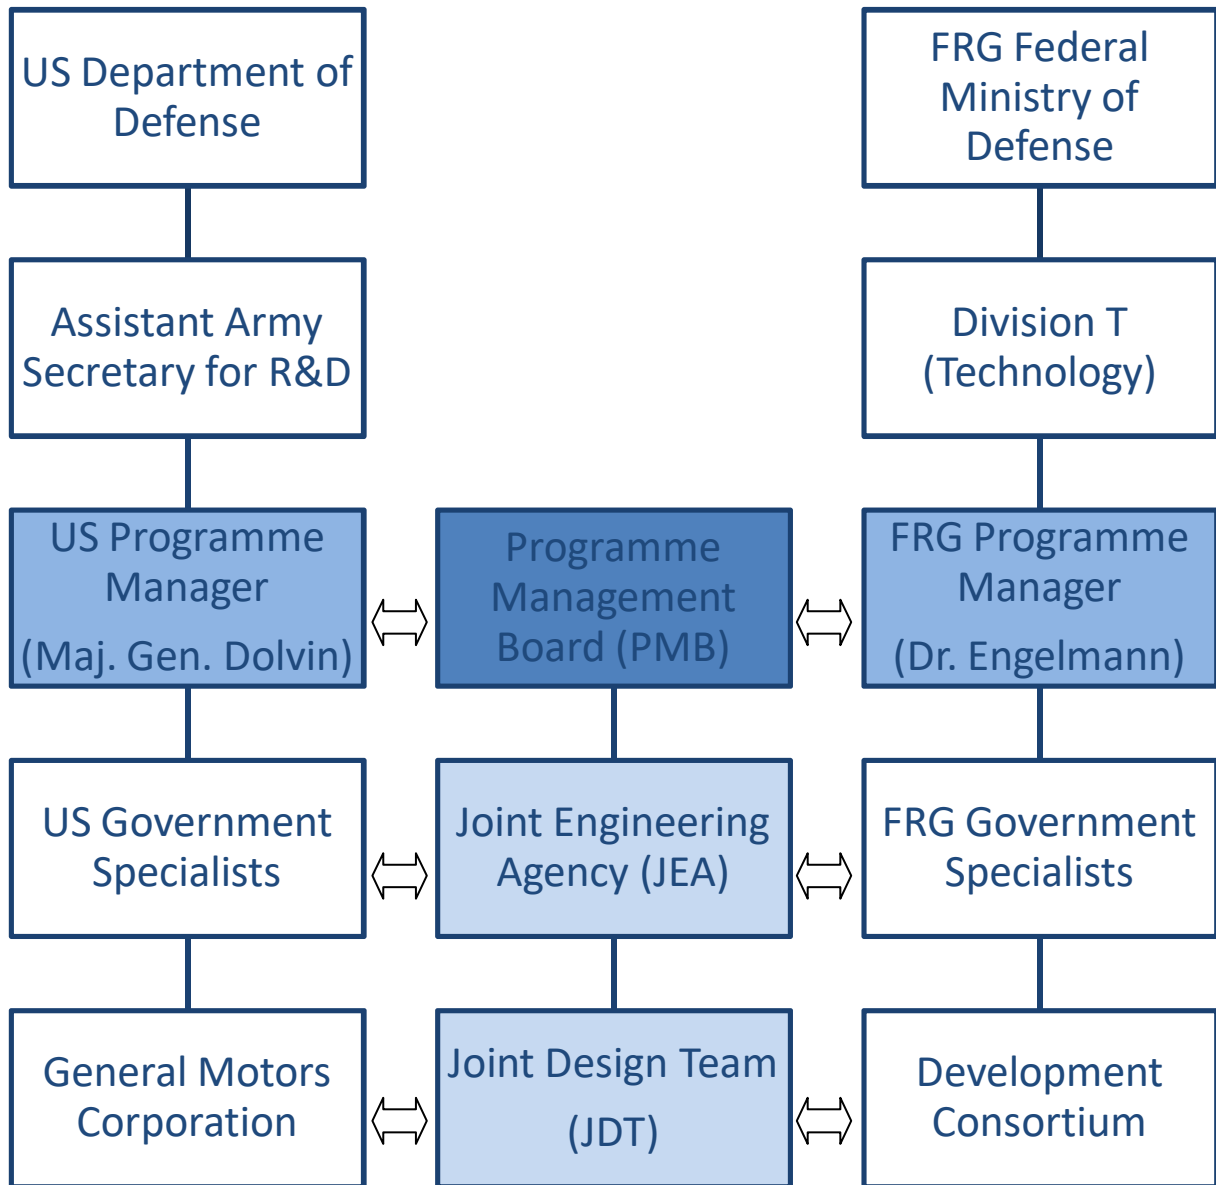 US Department of
Defense
FRG Federal
Ministry of
Defense
Assistant Army
Secretary for R&D
Division T
(Technology)
US Programme
Manager
(Maj. Gen. Dolvin)
Programme
Management
Board (PMB)
FRG Programme
Manager
(Dr. Engelmann)
US Government
Specialists
Joint Engineering
Agency (JEA)
FRG Government
Specialists
General Motors
Corporation
Joint Design Team
(JDT)
Development
Consortium